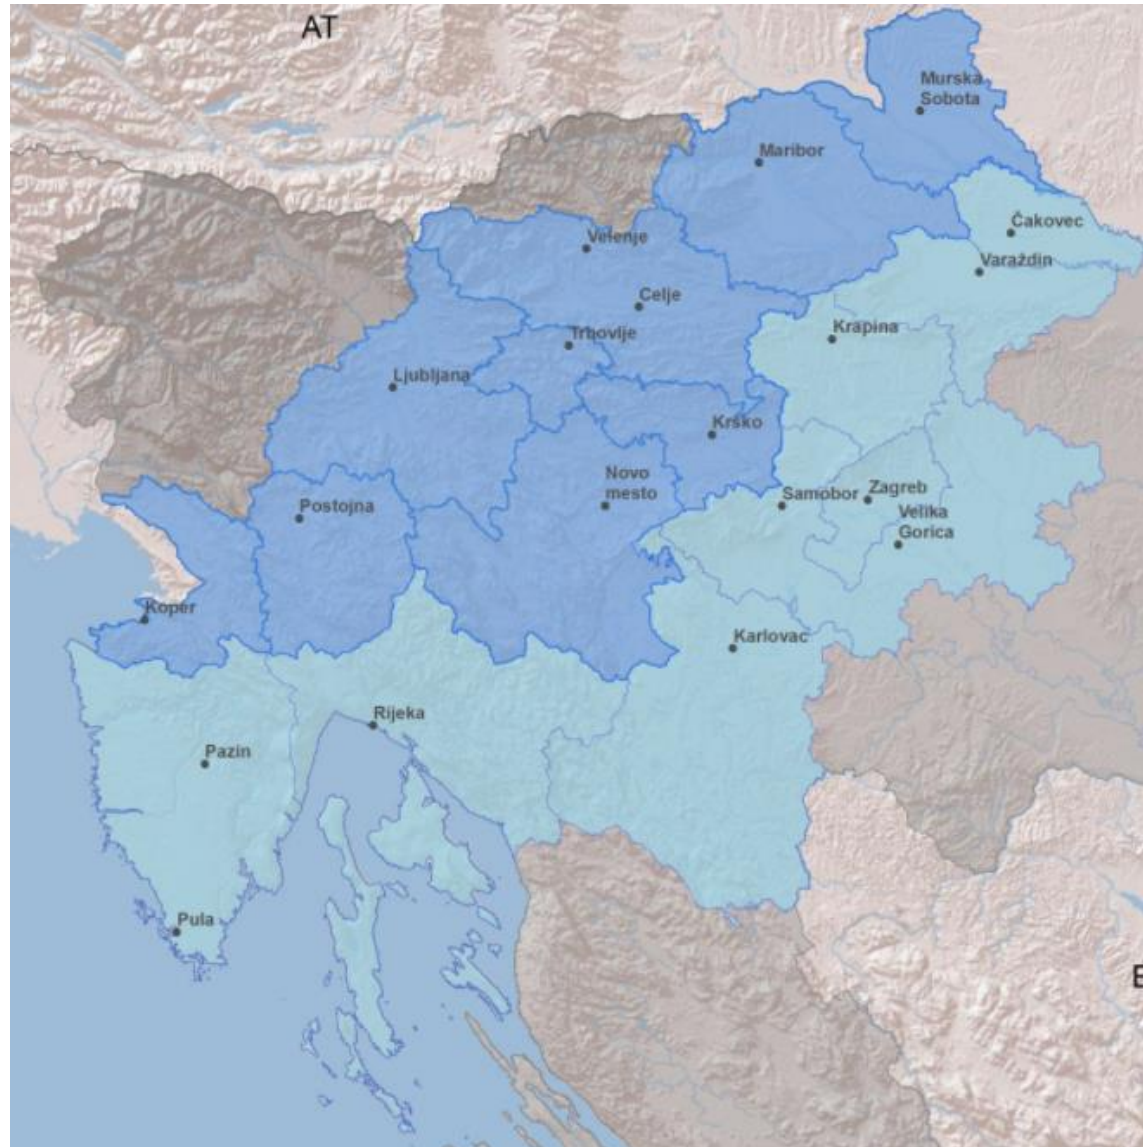 AT
Murska
Sobota
Maribor
Čakovec
Velenje
Varaždin
Celje
Krapina
Trbovlje
Ljubljana
Krško
Novo
mesto
Postojna
Samobor
Zagreb
Velika
Gorica
Koper
Karlovac
Rijeka
Pazin
Pula